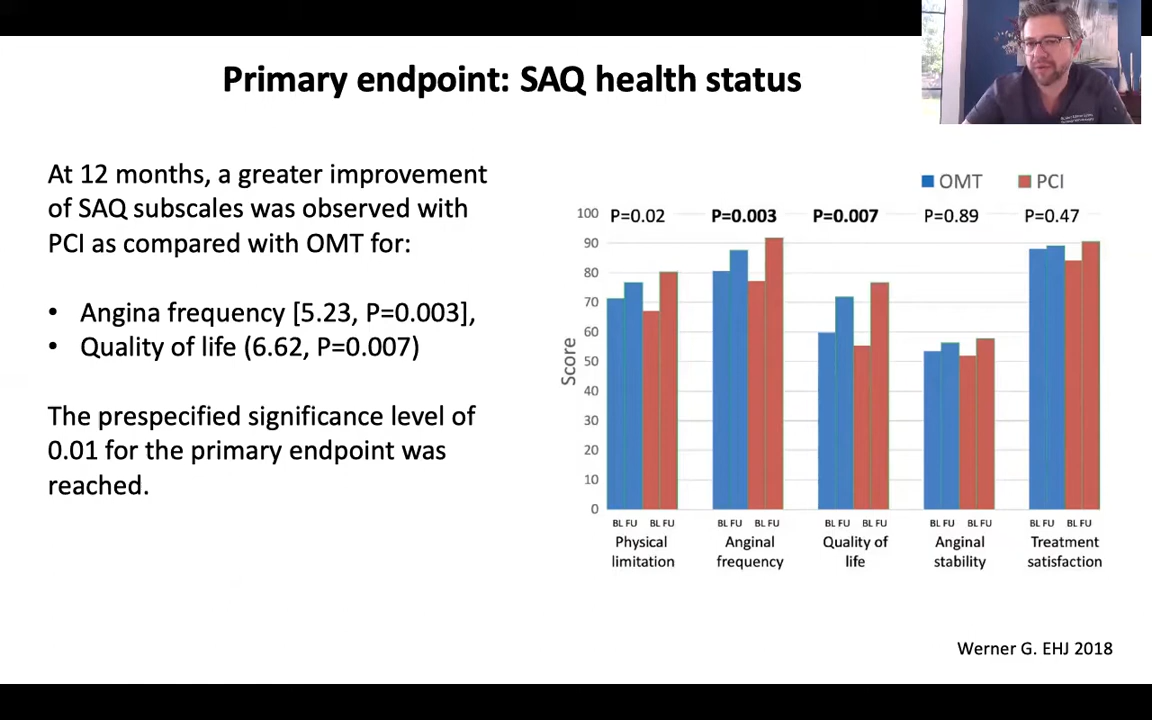 Primary endpoint: SAQ health status
At 12 months, a greater improvement
of SAQ subscales was observed with
PCI as compared with OMT for:
• Angina frequency [5.23, P=0.003],
• Quality of life (6.62, P=0.007)
The prespecified significance level of
0.01 for the primary endpoint was
reached.
OMT PCI
P=0.02 P=0.003 P=0.007 P=0.89 P=0.47
Score
100
90
80
70
60
50
40
30
20
10
0
BL FU BL FU BL FU BL FU BL FU BL FU BL FU BL FU BL FU BL FU
Physical Anginal Quality of Anginal Treatment
limitation frequency life stability satisfaction
Werner G. EHJ 2018